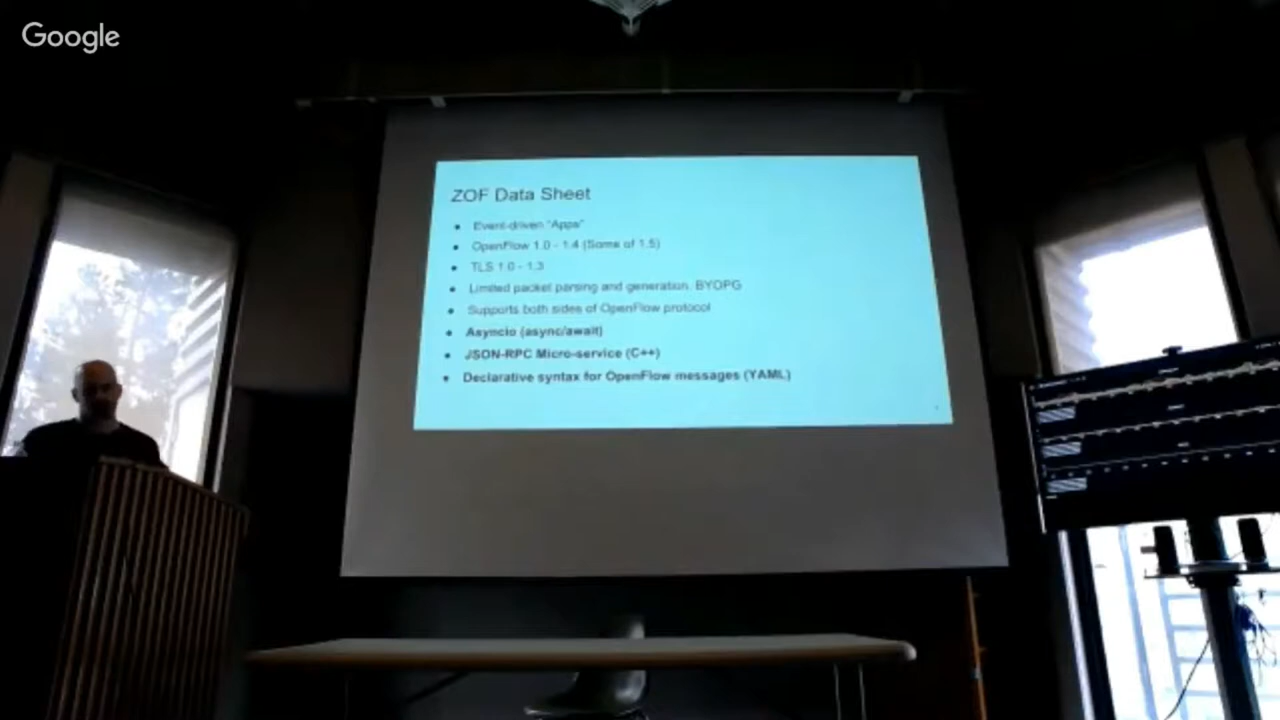 Google
ZOF Data Sheet
• Event-driven "Apps"
• OpenFlow 1.0 - 1.4 (Some of 1.5)
• TLS 1.0 - 1.3
• Limited packet parsing and generation. BYOPG
• Supports both sides of OpenFlow protocol
• Asyncio (async/await)
• JSON-RPC Micro-service (C++)
• Declarative syntax for OpenFlow messages (YAML)